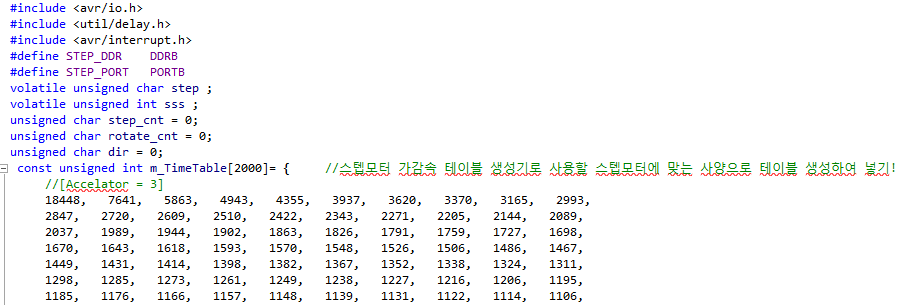 #include <avr/io.h>
#include <util/delay.h>
#include <avr/interrupt.h>
#define STEP_DDR    DDRB
#define STEP_PORT   PORTB
volatile unsigned char step ;
volatile unsigned int sss ;
unsigned char step_cnt = 0;
unsigned char rotate_cnt = 0;
unsigned char dir = 0;
const unsigned int m_TimeTable[2000]= {     //스텝모터 가감속 테이블 생성기로 사용할 스텝모터에 맞는 사양으로 테이블 생성하여 넣기!
//[Accelator = 3]
18448,   7641,   5863,   4943,   4355,   3937,   3620,   3370,   3165,   2993,
2847,   2720,   2609,   2510,   2422,   2343,   2271,   2205,   2144,   2089,
2037,   1989,   1944,   1902,   1863,   1826,   1791,   1759,   1727,   1698,
1670,   1643,   1618,   1593,   1570,   1548,   1526,   1506,   1486,   1467,
1449,   1431,   1414,   1398,   1382,   1367,   1352,   1338,   1324,   1311,
1298,   1285,   1273,   1261,   1249,   1238,   1227,   1216,   1206,   1195,
1185,   1176,   1166,   1157,   1148,   1139,   1131,   1122,   1114,   1106,